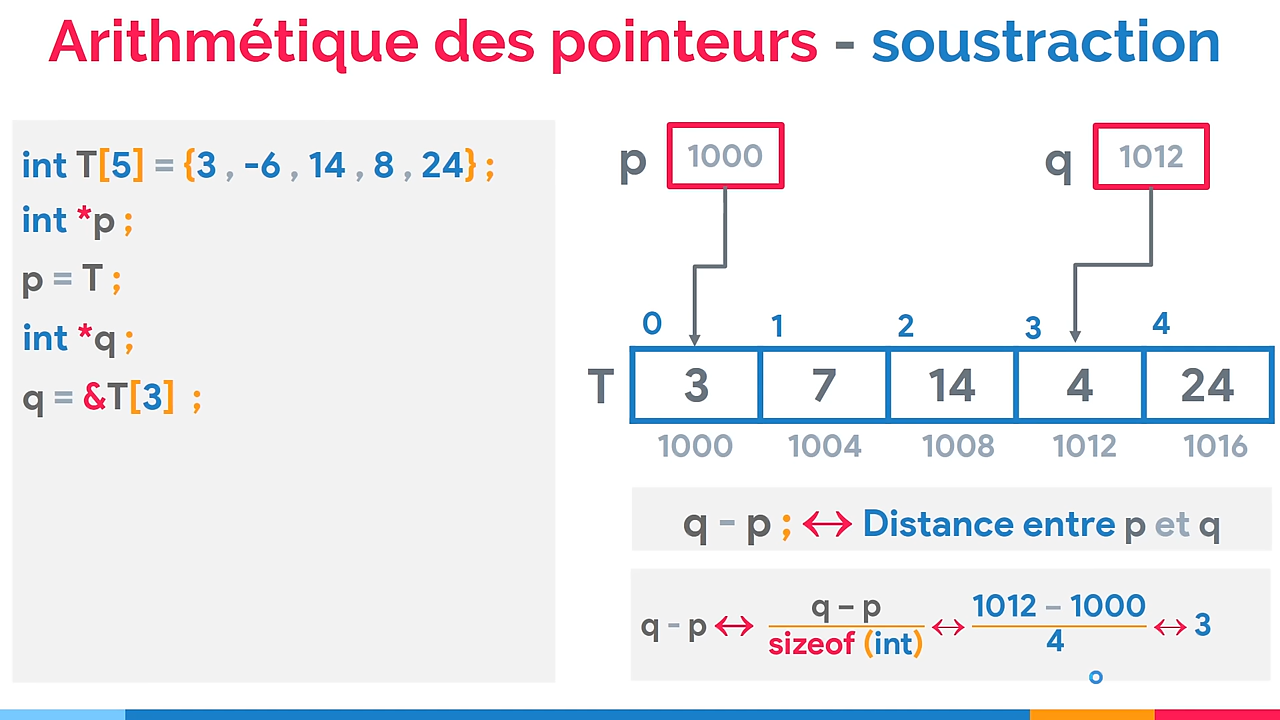 Arithmétique des pointeurs - soustraction
int T[5] = {3 , -6 , 14 , 8 , 24} ;
int *p ;
p = T ;
int *q ;
q = &T[3] ;
p 1000
q 1012
0 1 2 3 4
T 3 7 14 4 24
1000 1004 1008 1012 1016
q - p ; ↔ Distance entre p et q
q - p ↔ q – p / sizeof (int) ↔ 1012 – 1000 / 4 ↔ 3